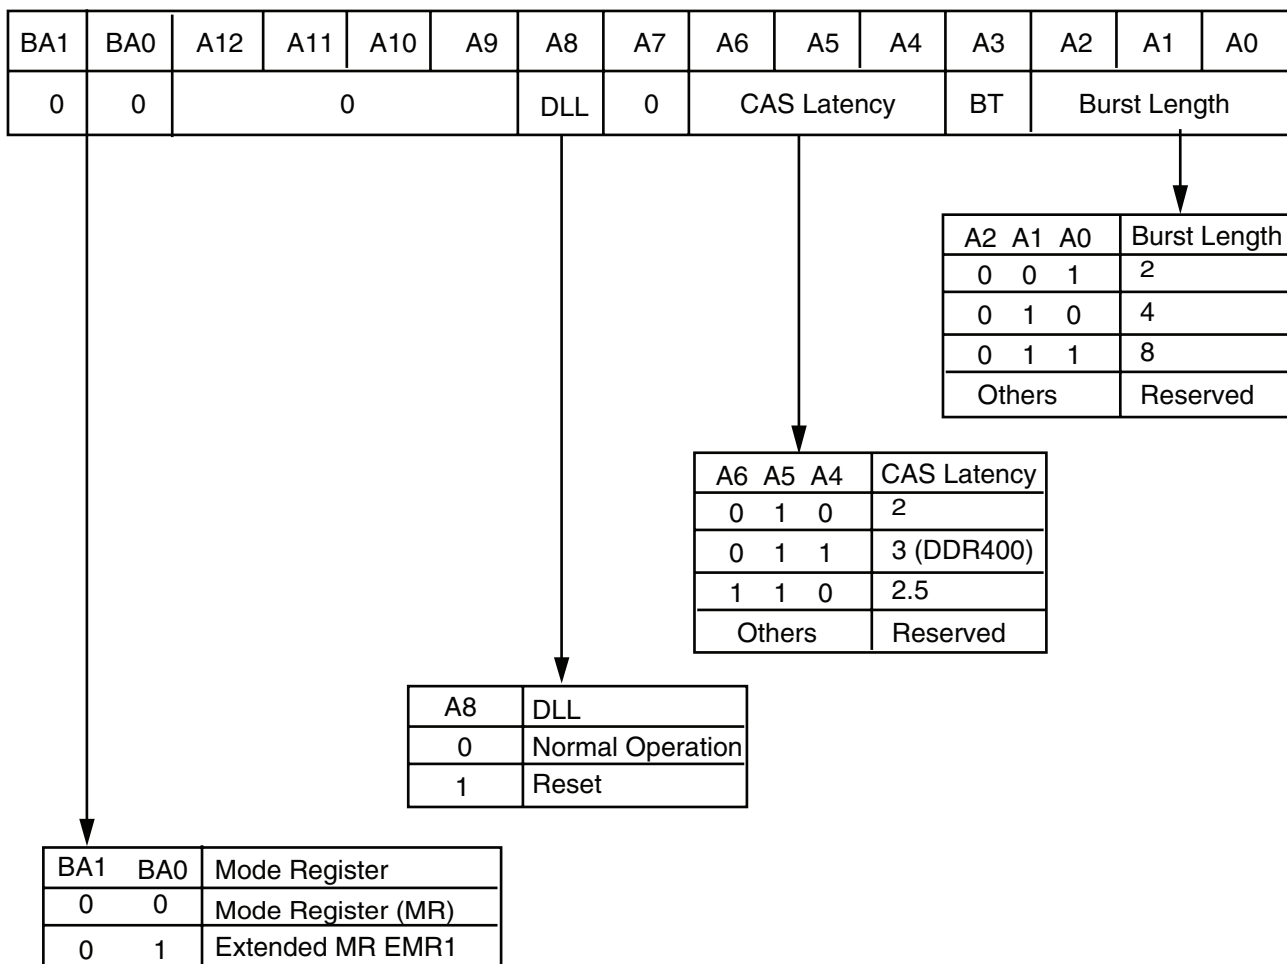 BA1 BA0 A12 A11 A10 A9 A8 A7 A6 A5 A4 A3 A2 A1 A0
0 0 0 DLL 0 CAS Latency BT Burst Length
A2 A1 A0 Burst Length
0 0 1 2
0 1 0 4
0 1 1 8
Others Reserved
A6 A5 A4 CAS Latency
0 1 0 2
0 1 1 3 (DDR400)
1 1 0 2.5
Others Reserved
A8 DLL
0 Normal Operation
1 Reset
BA1 BA0 Mode Register
0 0 Mode Register (MR)
0 1 Extended MR EMR1